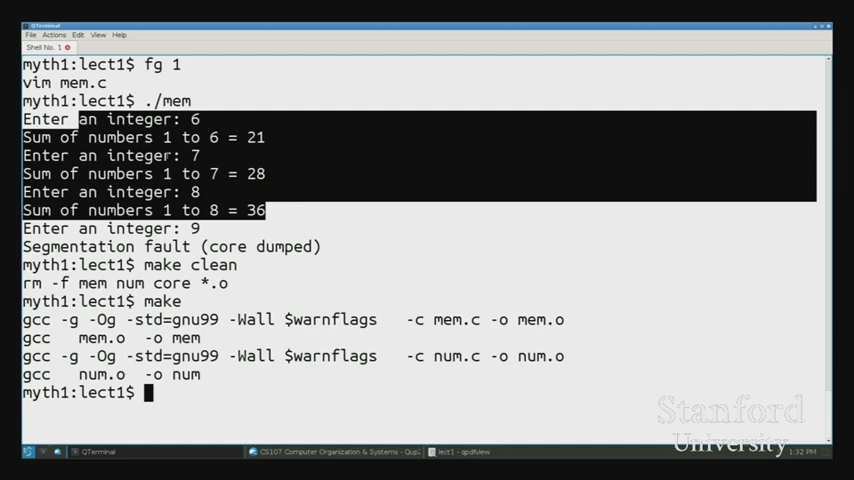 QTerminal
File Actions Edit View Help
Shell No. 1
myth1:lect1$ fg 1
vim mem.c
myth1:lect1$ ./mem
Enter an integer: 6
Sum of numbers 1 to 6 = 21
Enter an integer: 7
Sum of numbers 1 to 7 = 28
Enter an integer: 8
Sum of numbers 1 to 8 = 36
Enter an integer: 9
Segmentation fault (core dumped)
myth1:lect1$ make clean
rm -f mem num core *.o
myth1:lect1$ make
gcc -g -Og -std=gnu99 -Wall $warnflags   -c mem.c -o mem.o
gcc   mem.o  -o mem
gcc -g -Og -std=gnu99 -Wall $warnflags   -c num.c -o num.o
gcc   num.o  -o num
myth1:lect1$
Stanford
University
QTerminal CS107 Computer Organization & Systems - Qup lect1 - qpdfview 1:32 PM